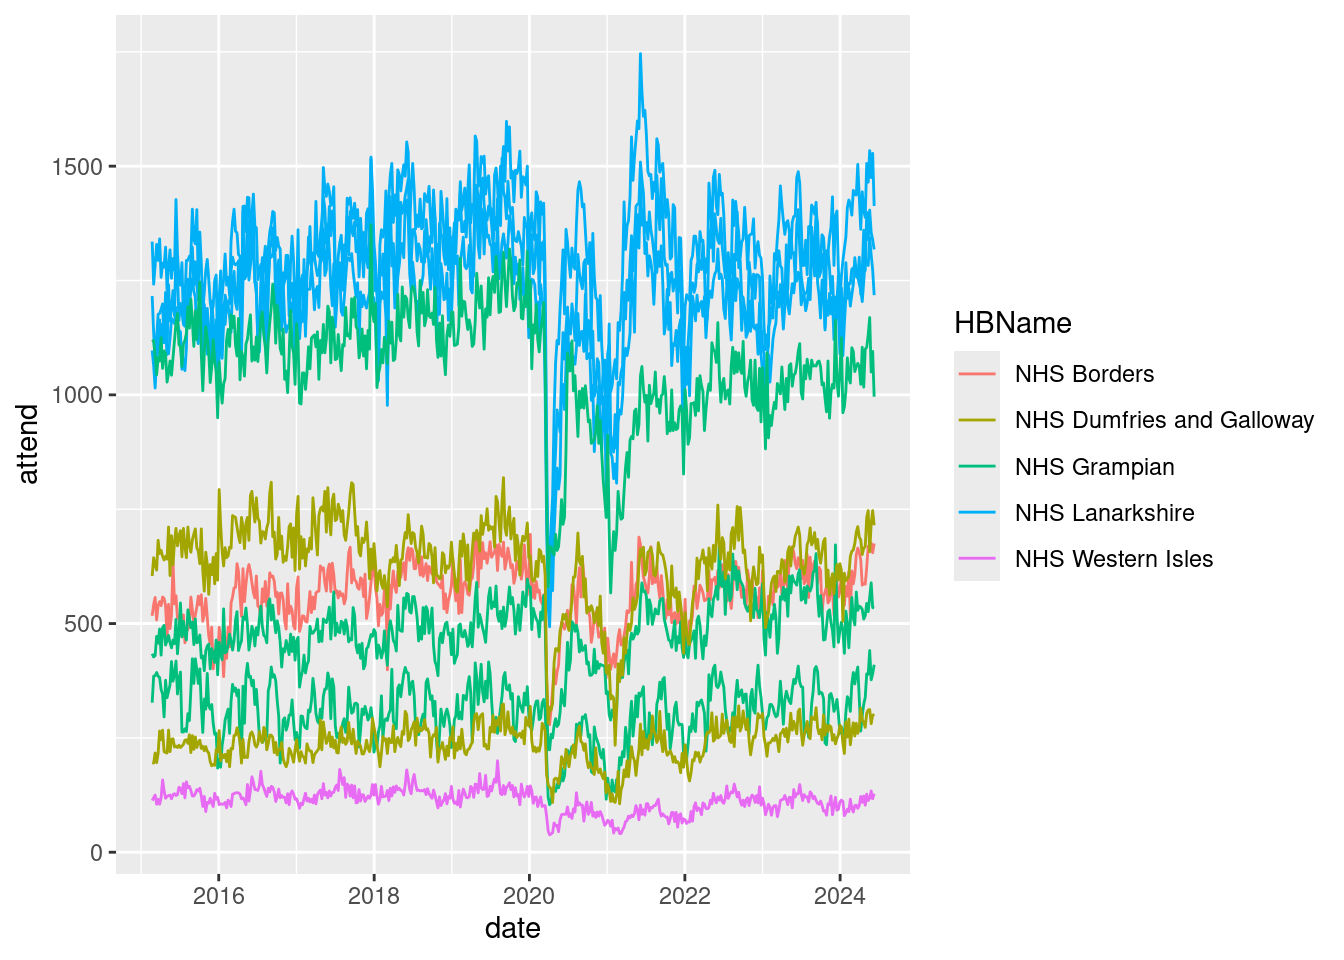 1500
1000
500
0
attend
2016 2018 2020 2022 2024
date
HBName
NHS Borders
NHS Dumfries and Galloway
NHS Grampian
NHS Lanarkshire
NHS Western Isles